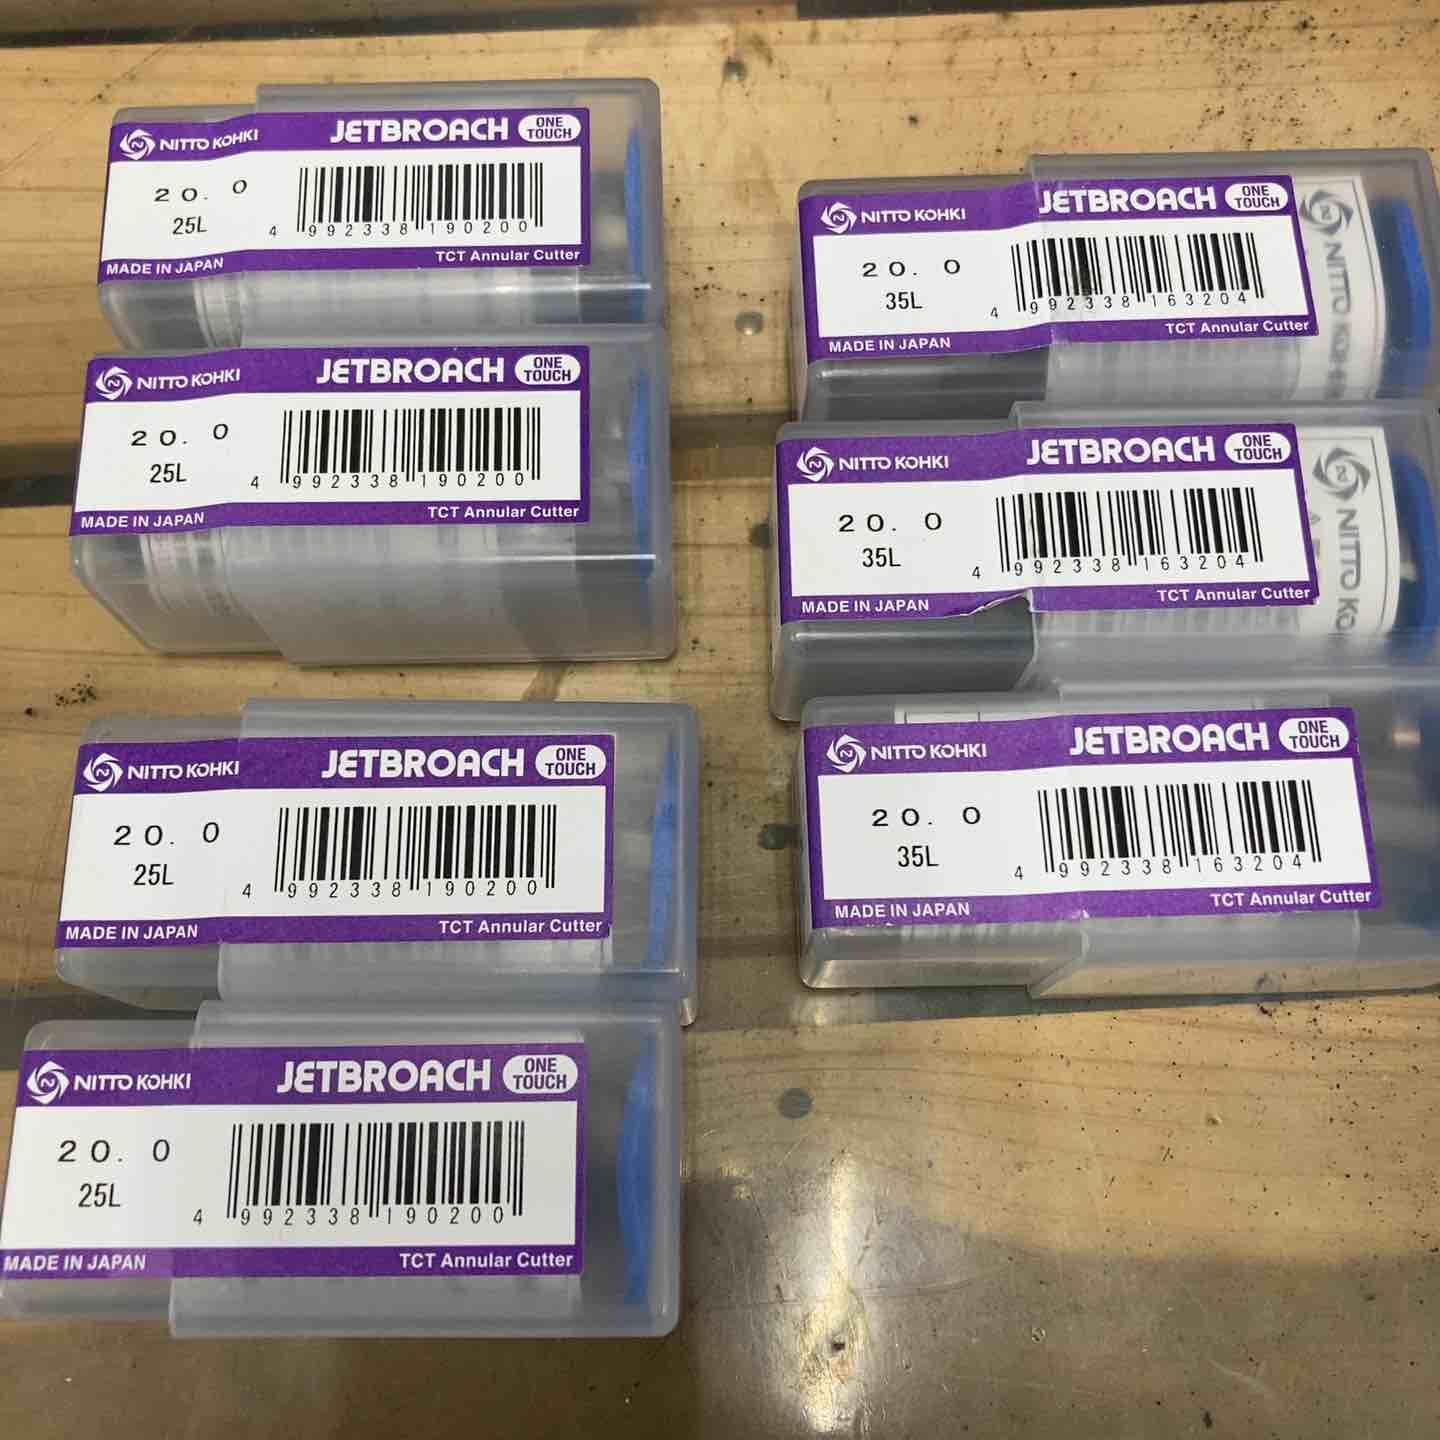 NITTO KOHKI JETBROACH ONE TOUCH
20.0
25L
4 992338 190200
MADE IN JAPAN TCT Annular Cutter
NITTO KOHKI JETBROACH ONE TOUCH
20.0
25L
4 992338 190200
MADE IN JAPAN TCT Annular Cutter
NITTO KOHKI JETBROACH ONE TOUCH
20.0
25L
4 992338 190200
MADE IN JAPAN TCT Annular Cutter
NITTO KOHKI JETBROACH ONE TOUCH
20.0
25L
4 992338 190200
MADE IN JAPAN TCT Annular Cutter
NITTO KOHKI JETBROACH ONE TOUCH
20.0
35L
4 992338 163204
MADE IN JAPAN TCT Annular Cutter
NITTO KOHKI
NITTO KOHKI JETBROACH ONE TOUCH
20.0
35L
4 992338 163204
MADE IN JAPAN TCT Annular Cutter
NITTO KO
NITTO KOHKI JETBROACH ONE TOUCH
20.0
35L
4 992338 163204
MADE IN JAPAN TCT Annular Cutter